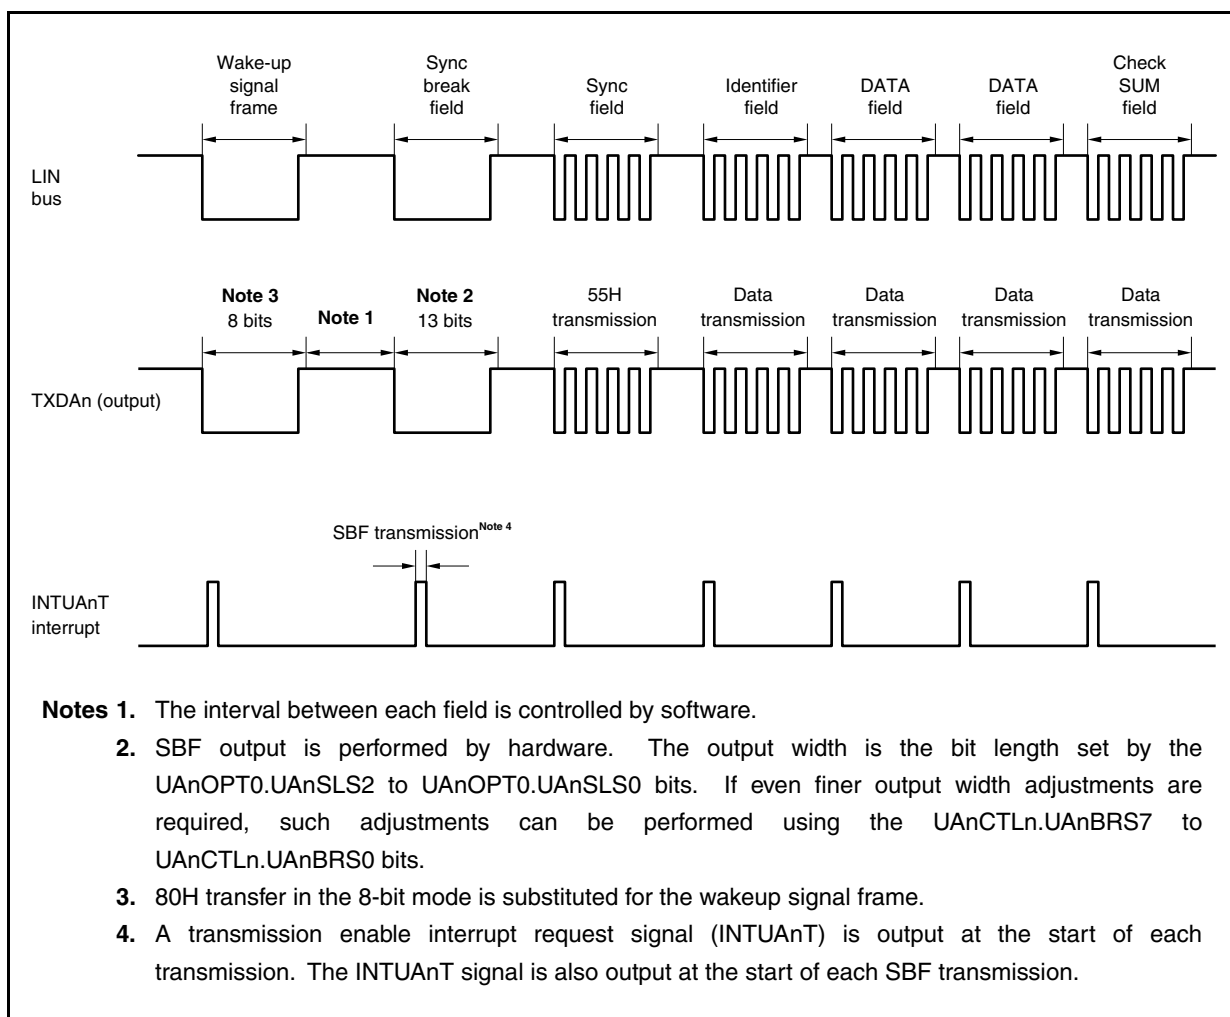 Wake-up
signal
frame
Sync
break
field
Sync
field
Identifier
field
DATA
field
DATA
field
Check
SUM
field
LIN
bus
Note 3
8 bits
Note 1
Note 2
13 bits
55H
transmission
Data
transmission
Data
transmission
Data
transmission
Data
transmission
TXDAn (output)
SBF transmission Note 4
INTUAnT
interrupt
Notes 1. The interval between each field is controlled by software.
2. SBF output is performed by hardware. The output width is the bit length set by the
UAnOPT0.UAnSLS2 to UAnOPT0.UAnSLS0 bits. If even finer output width adjustments are
required, such adjustments can be performed using the UAnCTLn.UAnBRS7 to
UAnCTLn.UAnBRS0 bits.
3. 80H transfer in the 8-bit mode is substituted for the wakeup signal frame.
4. A transmission enable interrupt request signal (INTUAnT) is output at the start of each
transmission. The INTUAnT signal is also output at the start of each SBF transmission.